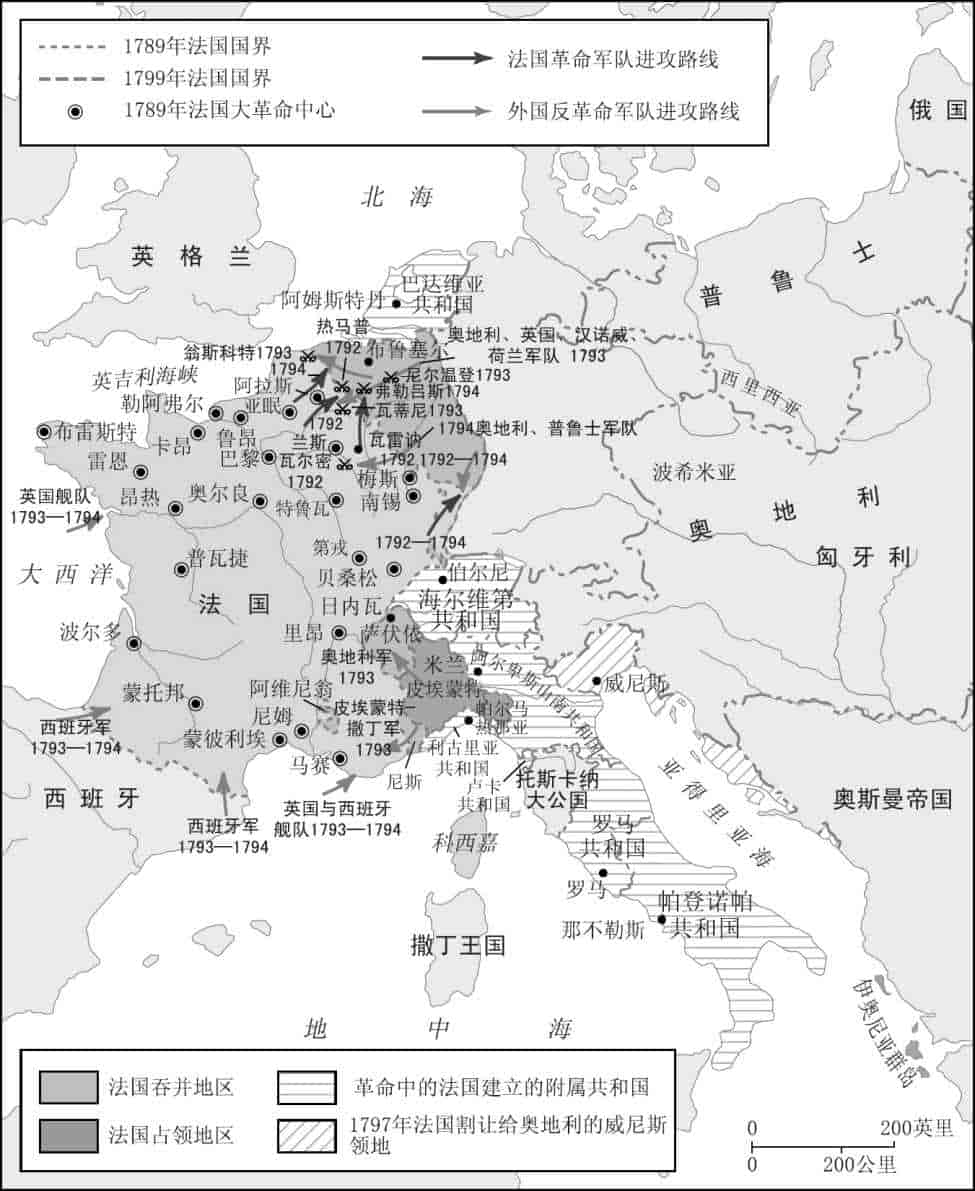 1789年法国国界
1799年法国国界
1789年法国大革命中心
法国革命军队进攻路线
外国反革命军队进攻路线
俄国
北海
英格兰
普鲁士
巴达维亚
共和国
阿姆斯特丹
热马普
1792
布鲁塞尔
奥地利、英国、汉诺威、
荷兰军队 1793
翁斯科特1793
1794
尼尔温登1793
英吉利海峡
阿拉斯
弗勒吕斯1794
西里西亚
勒阿弗尔
亚眠
瓦蒂尼1793
1792
布雷斯特
卡昂
鲁昂
兰斯
瓦雷讷
1794奥地利、普鲁士军队
雷恩
巴黎
瓦尔密
1792
1792
1792—1794
波希米亚
梅斯
英国舰队
1793—1794
昂热
奥尔良
特鲁瓦
南锡
奥地利
大西洋
普瓦捷
第戎
1792—1794
匈牙利
贝桑松
伯尔尼
法国
日内瓦
海尔维第
共和国
波尔多
里昂
萨伏依
奥地利军
1793
米兰
阿尔卑斯山南共和国
威尼斯
蒙托邦
阿维尼翁
皮埃蒙特
尼姆
皮埃蒙特-
撒丁军
1793
帕尔马
热那亚
西班牙军
1793—1794
蒙彼利埃
利古里亚
共和国
马赛
尼斯
卢卡
共和国
托斯卡纳
大公国
亚得里亚海
西班牙
英国与西班牙
舰队1793—1794
奥斯曼帝国
西班牙军
1793—1794
科西嘉
罗马
共和国
罗马
帕登诺帕
共和国
那不勒斯
撒丁王国
伊奥尼亚群岛
地中海
法国吞并地区
革命中的法国建立的附属共和国
法国占领地区
1797年法国割让给奥地利的威尼斯
领地
0 200英里
0 200公里